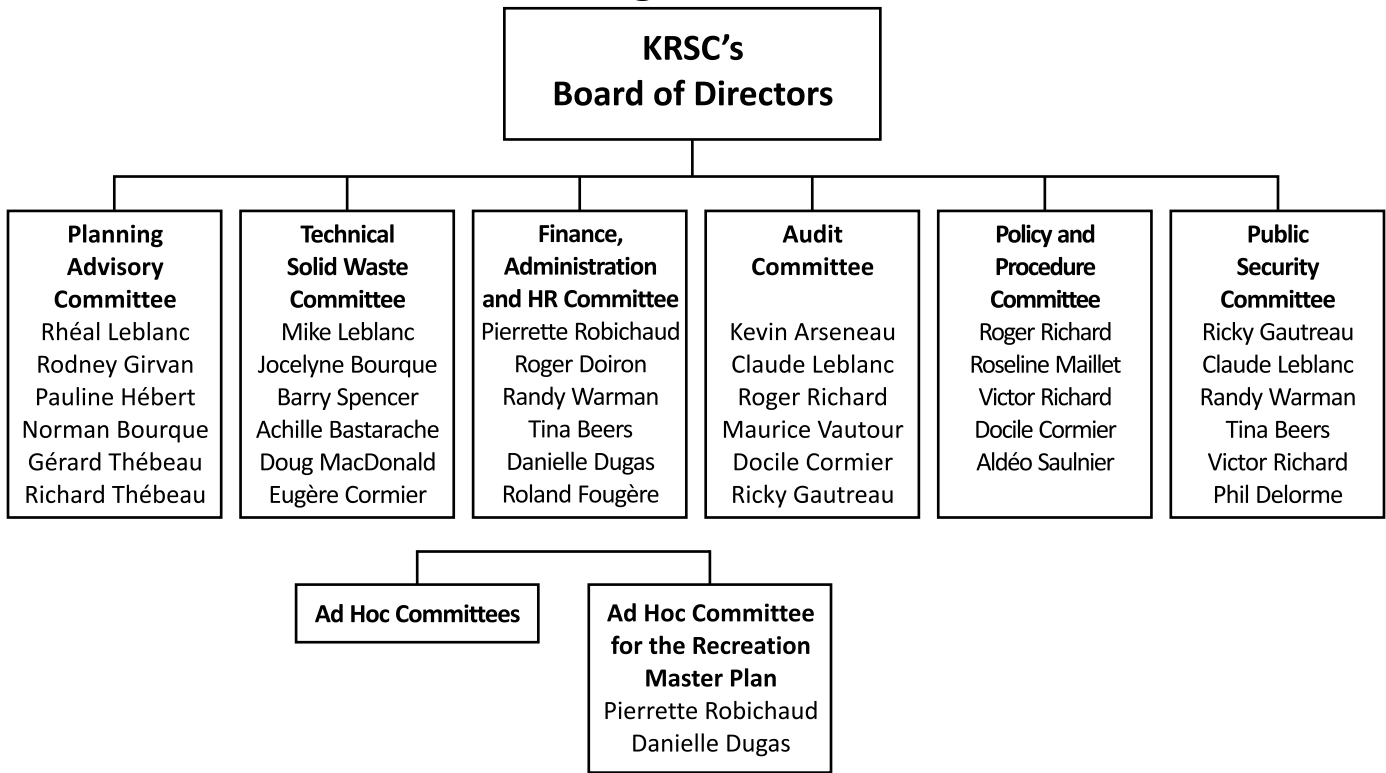 KRSC’s
Board of Directors
Planning
Advisory
Committee
Rhéal Leblanc
Rodney Girvan
Pauline Hébert
Norman Bourque
Gérard Thébeau
Richard Thébeau
Technical
Solid Waste
Committee
Mike Leblanc
Jocelyne Bourque
Barry Spencer
Achille Bastarache
Doug MacDonald
Eugère Cormier
Finance,
Administration
and HR Committee
Pierrette Robichaud
Roger Doiron
Randy Warman
Tina Beers
Danielle Dugas
Roland Fougère
Audit
Committee
Kevin Arseneau
Claude Leblanc
Roger Richard
Maurice Vautour
Docile Cormier
Ricky Gautreau
Policy and
Procedure
Committee
Roger Richard
Roseline Maillet
Victor Richard
Docile Cormier
Aldéo Saulnier
Public
Security
Committee
Ricky Gautreau
Claude Leblanc
Randy Warman
Tina Beers
Victor Richard
Phil Delorme
Ad Hoc Committees
Ad Hoc Committee
for the Recreation
Master Plan
Pierrette Robichaud
Danielle Dugas